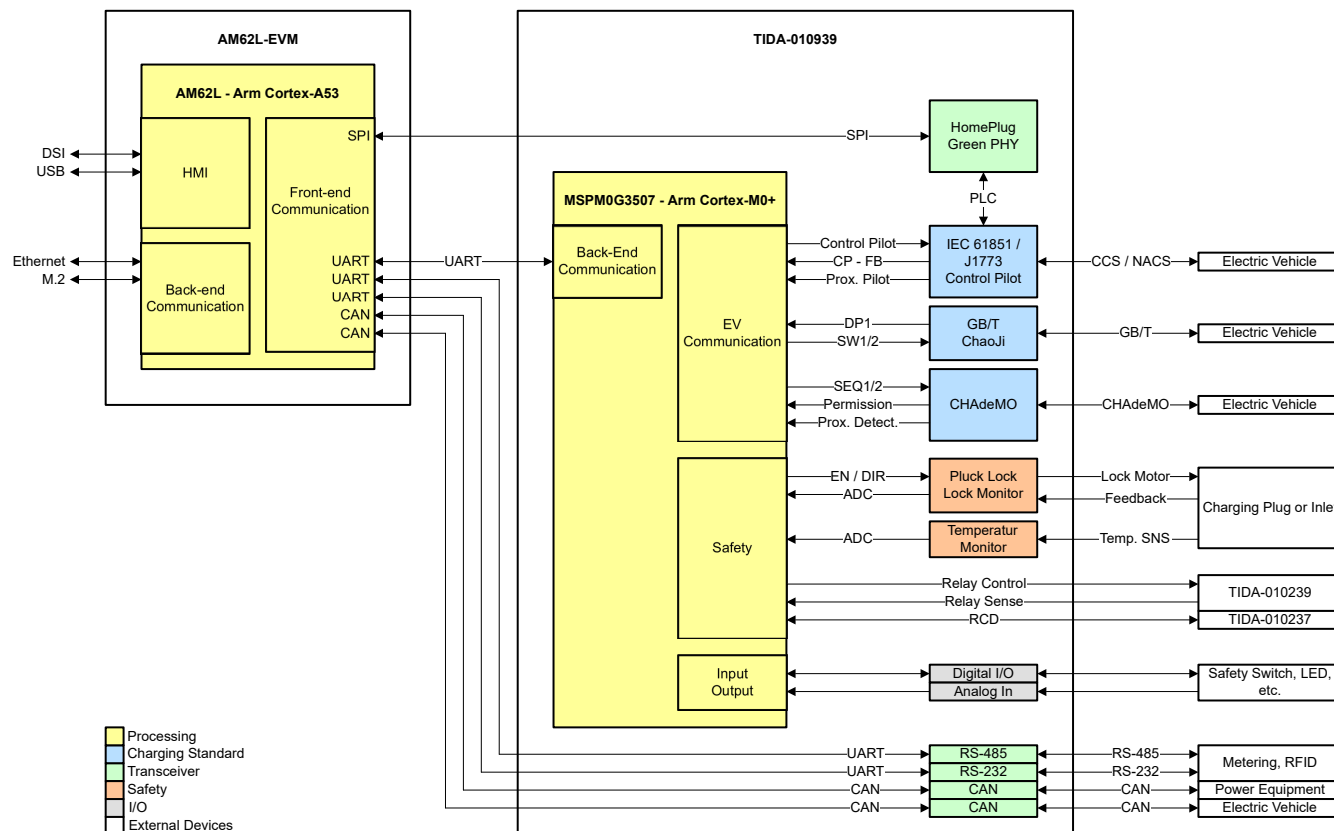 AM62L-EVM
AM62L - Arm Cortex-A53
DSI
USB
HMI
Ethernet
M.2
Back-end
Communication
Front-end
Communication
SPI
UART
UART
UART
CAN
CAN
SPI
UART
TIDA-010939
HomePlug
Green PHY
PLC
MSPM0G3507 - Arm Cortex-M0+
Back-End
Communication
EV
Communication
Control Pilot
CP - FB
Prox. Pilot
IEC 61851 /
J1773
Control Pilot
CCS / NACS
Electric Vehicle
DP1
SW1/2
GB/T
ChaoJi
GB/T
Electric Vehicle
SEQ1/2
Permission
Prox. Detect.
CHAdeMO
CHAdeMO
Electric Vehicle
Safety
EN / DIR
ADC
Pluck Lock
Lock Monitor
Lock Motor
Feedback
Charging Plug or Inle
ADC
Temperatur
Monitor
Temp. SNS
Relay Control
Relay Sense
TIDA-010239
RCD
TIDA-010237
Input
Output
Digital I/O
Analog In
Safety Switch, LED,
etc.
UART
RS-485
RS-485
UART
RS-232
RS-232
Metering, RFID
CAN
CAN
CAN
Power Equipment
CAN
CAN
CAN
Electric Vehicle
Processing
Charging Standard
Transceiver
Safety
I/O
External Devices